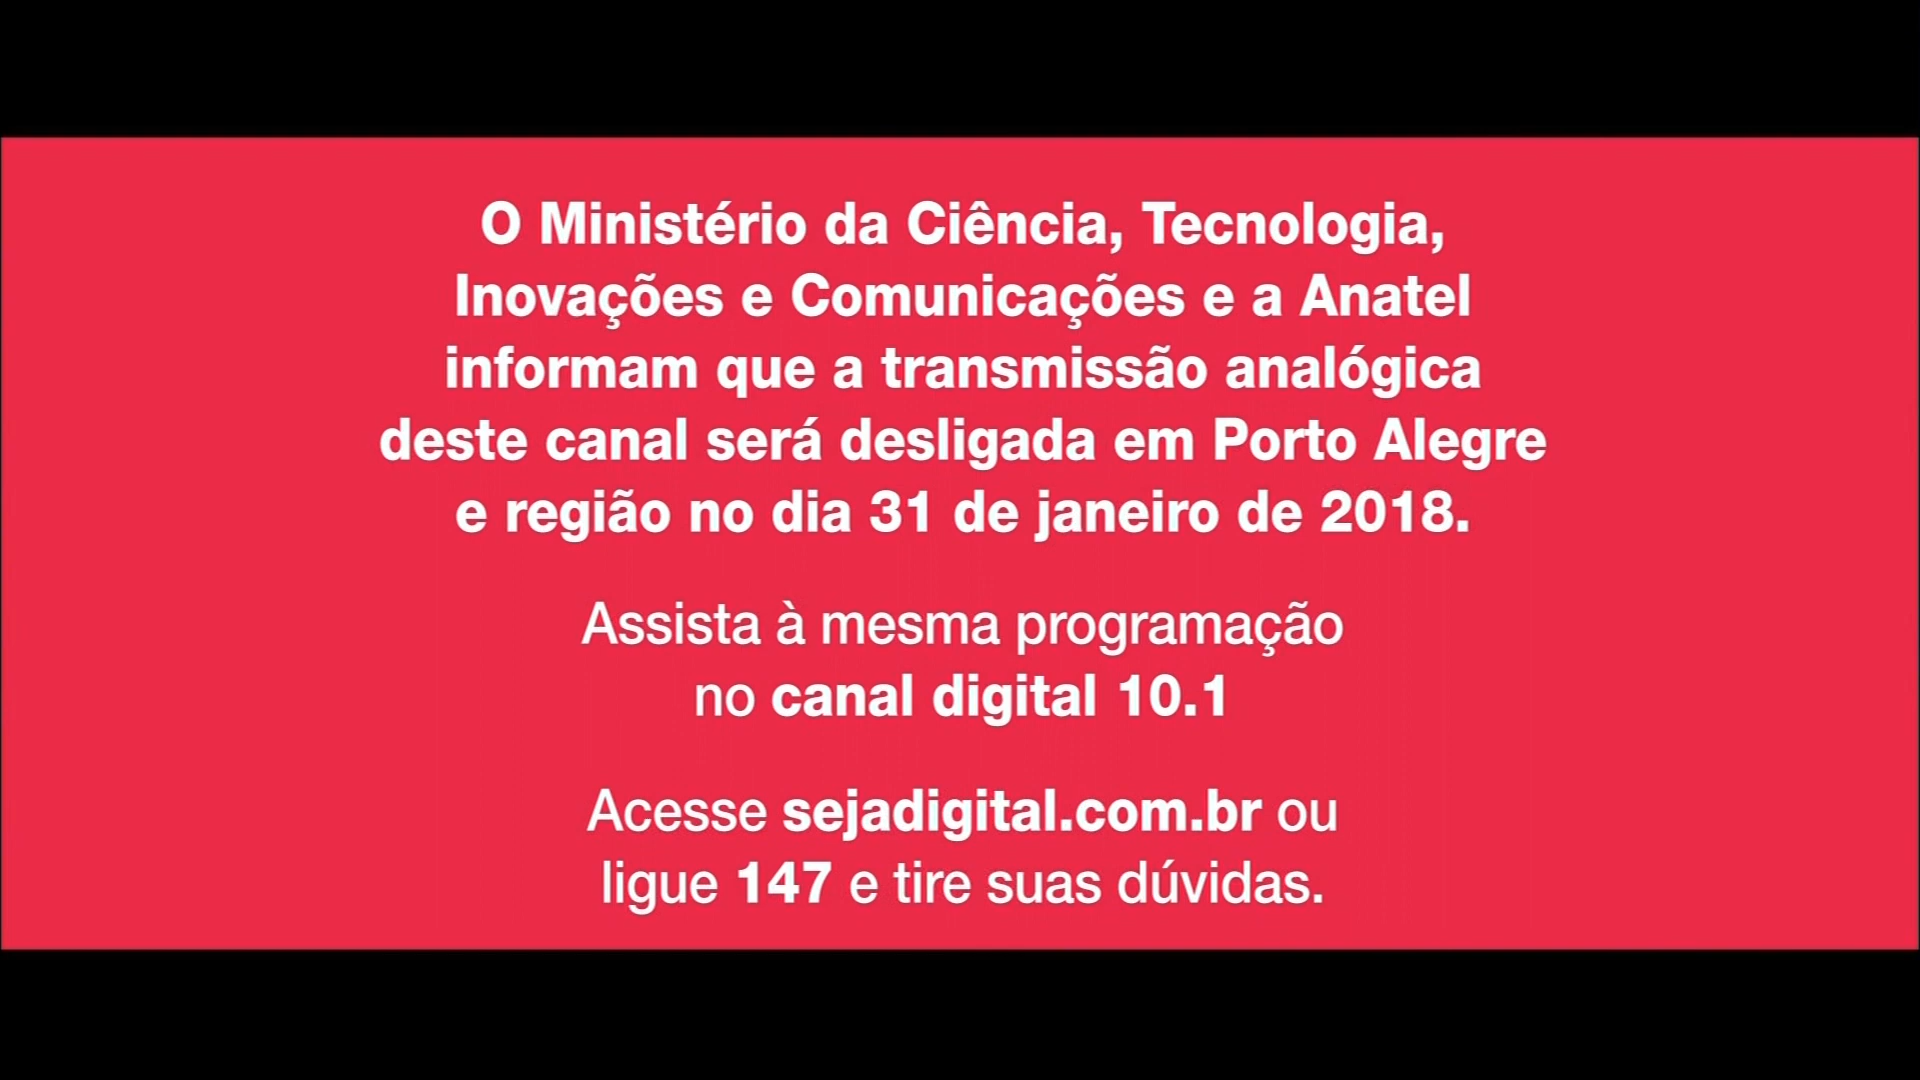 O Ministério da Ciência, Tecnologia,
Inovações e Comunicações e a Anatel
informam que a transmissão analógica
deste canal será desligada em Porto Alegre
e região no dia 31 de janeiro de 2018.
Assista à mesma programação
no canal digital 10.1
Acesse sejadigital.com.br ou
ligue 147 e tire suas dúvidas.